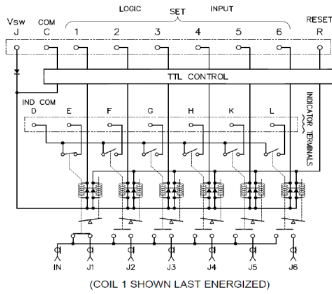 LOGIC SET INPUT
Vsw COM RESET
J C 1 2 3 4 5 6 R
TTL CONTROL
IND COM
D E F G H K L
INDICATOR TERMINALS
IN J1 J2 J3 J4 J5 J6
(COIL 1 SHOWN LAST ENERGIZED)